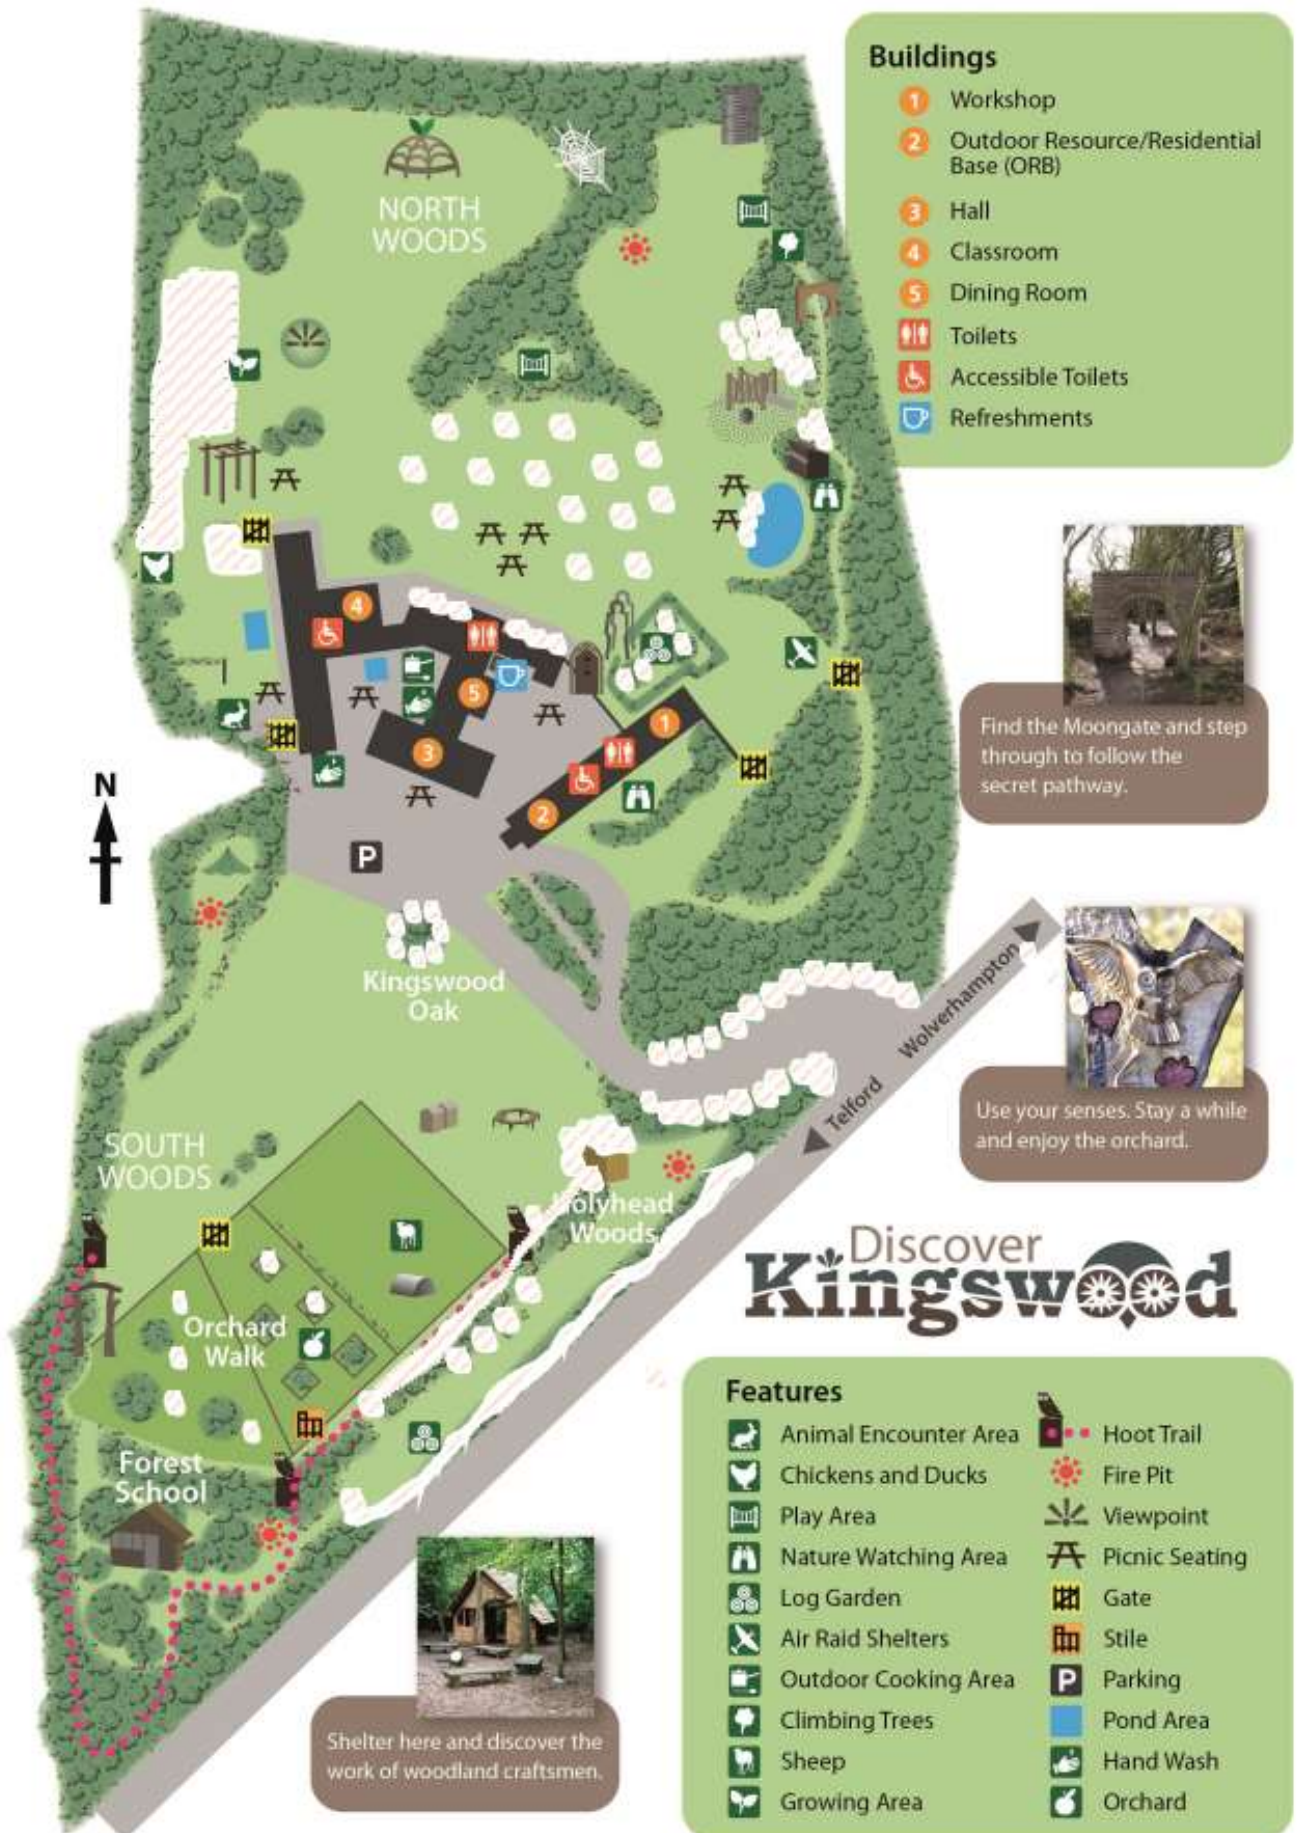 Buildings
1 Workshop
2 Outdoor Resource/Residential
Base (ORB)
3 Hall
4 Classroom
5 Dining Room
Toilets
Accessible Toilets
Refreshments
NORTH
WOODS
4
5
1
3
2
N
P
Find the Moongate and step
through to follow the
secret pathway.
Kingswood
Oak
Wolverhampton
Telford
Use your senses. Stay a while
and enjoy the orchard.
SOUTH
WOODS
Woods
Discover
Kingswood
Orchard
Walk
Forest
School
Features
Animal Encounter Area
Chickens and Ducks
Play Area
Nature Watching Area
Log Garden
Air Raid Shelters
Outdoor Cooking Area
Climbing Trees
Sheep
Growing Area
Hoot Trail
Fire Pit
Viewpoint
Picnic Seating
Gate
Stile
P Parking
Pond Area
Hand Wash
Orchard
Shelter here and discover the
work of woodland craftsmen.